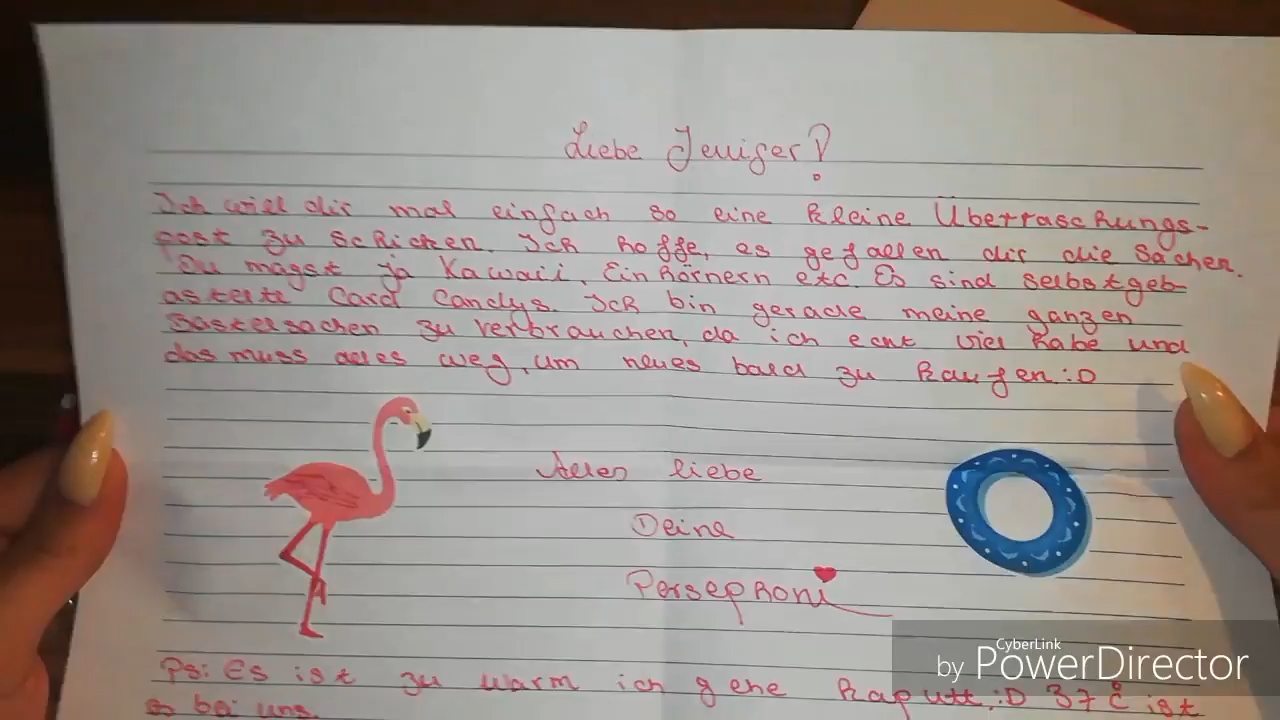 Liebe Jenifer!
Ich will dir mal einfach so eine kleine Überraschungs-
post zu schicken. Ich hoffe, es gefallen dir die Sachen.
Du magst ja Kawaii, Einhörnern etc. Es sind selbstgeb-
astelte Card Candys. Ich bin gerade meine ganzen
Bastelsachen zu verbrauchen, da ich echt viel habe und
das muss alles weg, um neues bald zu kaufen :D
Alles liebe
Deine
Persephoni
Ps: Es ist zu warm ich gehe kaputt :D 37°C ist
es bei uns.
CyberLink
by PowerDirector